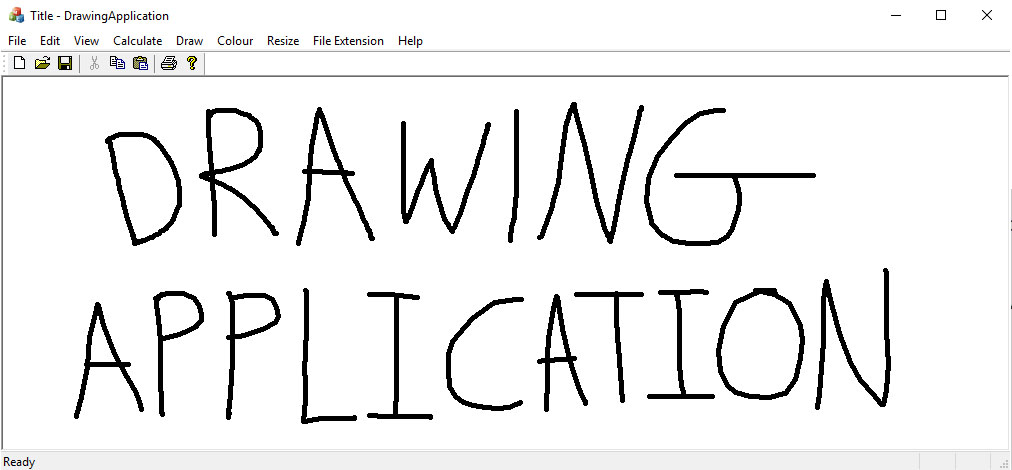 Title - DrawingApplication
File Edit View Calculate Draw Colour Resize File Extension Help
DRAWING
APPLICATION
Ready